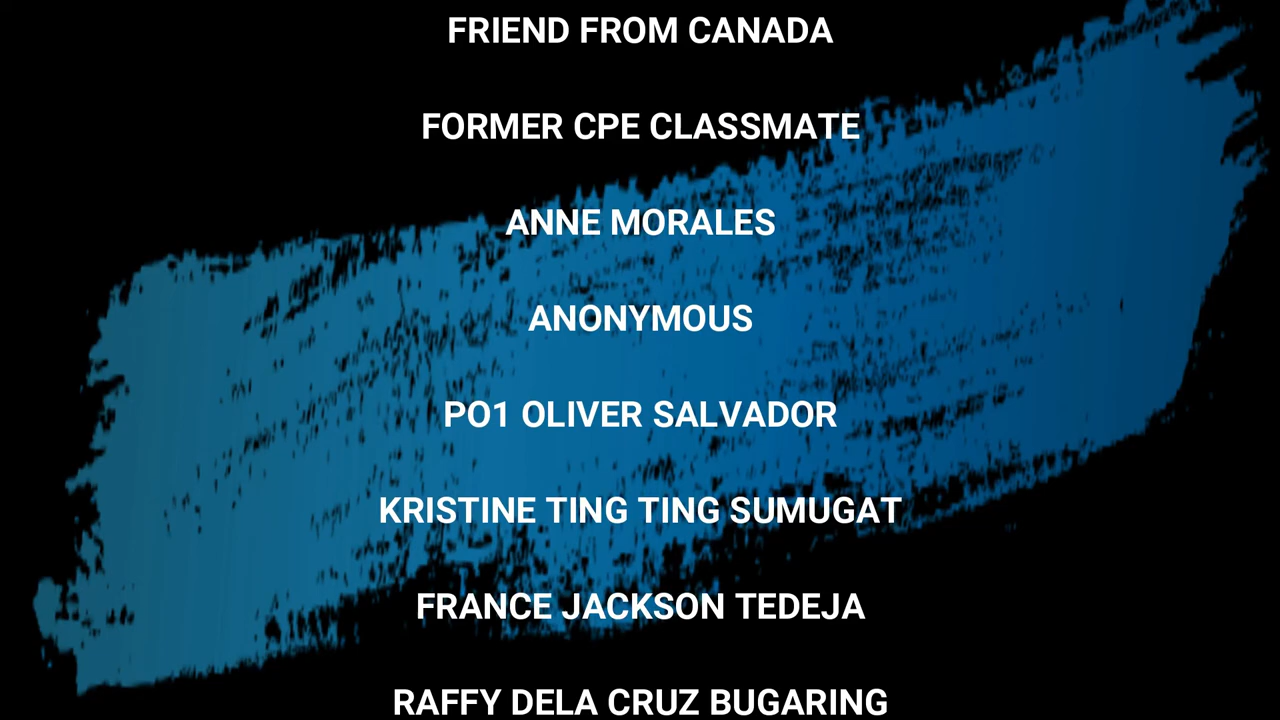 FRIEND FROM CANADA
FORMER CPE CLASSMATE
ANNE MORALES
ANONYMOUS
PO1 OLIVER SALVADOR
KRISTINE TING TING SUMUGAT
FRANCE JACKSON TEDEJA
RAFFY DELA CRUZ BUGARING